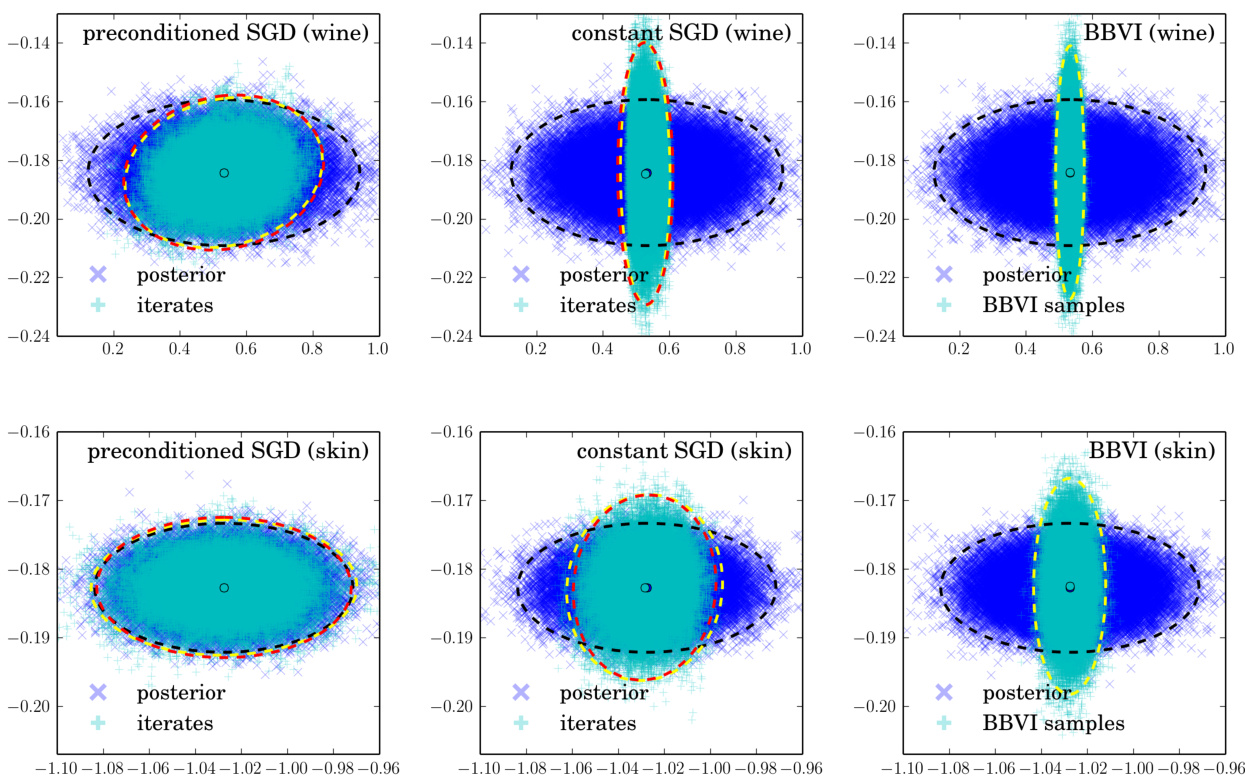 preconditioned SGD (wine)
−0.14
−0.16
−0.18
−0.20
−0.22
−0.24
posterior
iterates
0.2 0.4 0.6 0.8 1.0
constant SGD (wine)
−0.14
−0.16
−0.18
−0.20
−0.22
−0.24
posterior
iterates
0.2 0.4 0.6 0.8 1.0
BBVI (wine)
−0.14
−0.16
−0.18
−0.20
−0.22
−0.24
posterior
BBVI samples
0.2 0.4 0.6 0.8 1.0
−0.16
preconditioned SGD (skin)
−0.17
−0.18
−0.19
−0.20
posterior
iterates
−1.10 −1.08 −1.06 −1.04 −1.02 −1.00 −0.98 −0.96
−0.16
constant SGD (skin)
−0.17
−0.18
−0.19
−0.20
posterior
iterates
−1.10 −1.08 −1.06 −1.04 −1.02 −1.00 −0.98 −0.96
−0.16
BBVI (skin)
−0.17
−0.18
−0.19
−0.20
posterior
BBVI samples
−1.10 −1.08 −1.06 −1.04 −1.02 −1.00 −0.98 −0.96